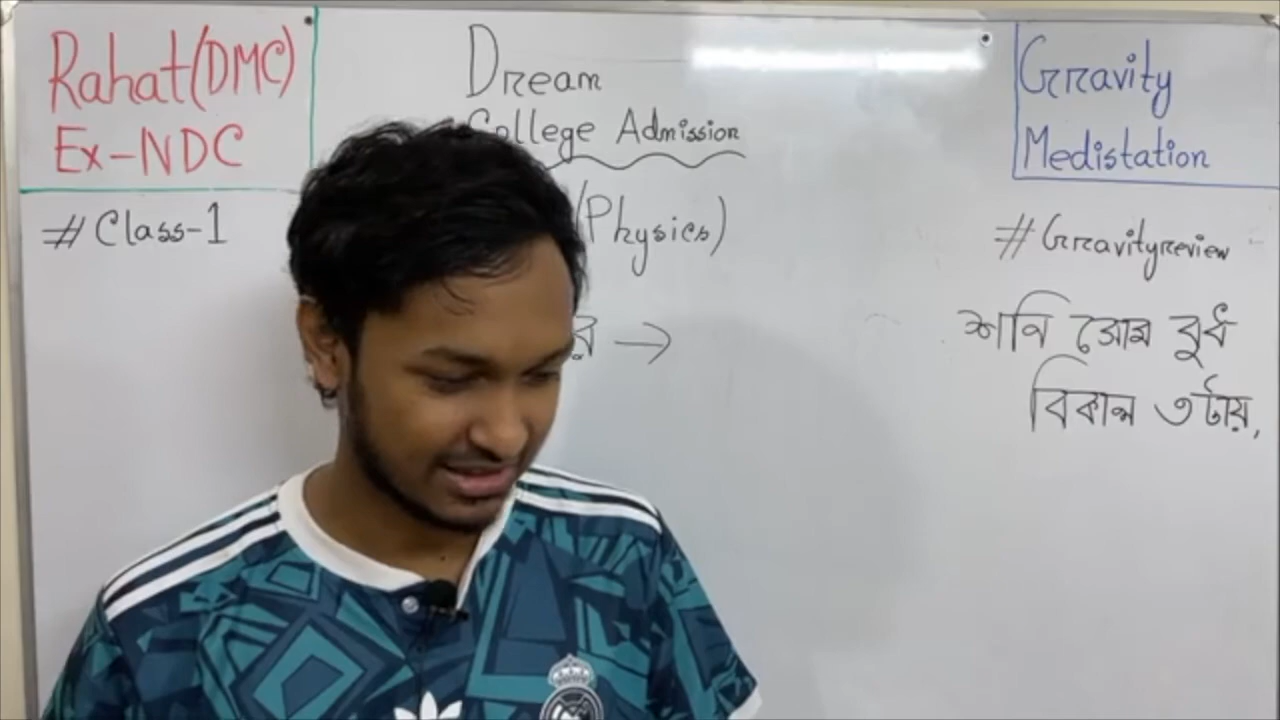 Rahat(DMC)
Ex-NDC
#Class-1
Dream
College Admission
(Physics)
র →
Gravity
Medistation
#Gravityreview
শনি সোম বুধ
বিকাল ৩টায়,